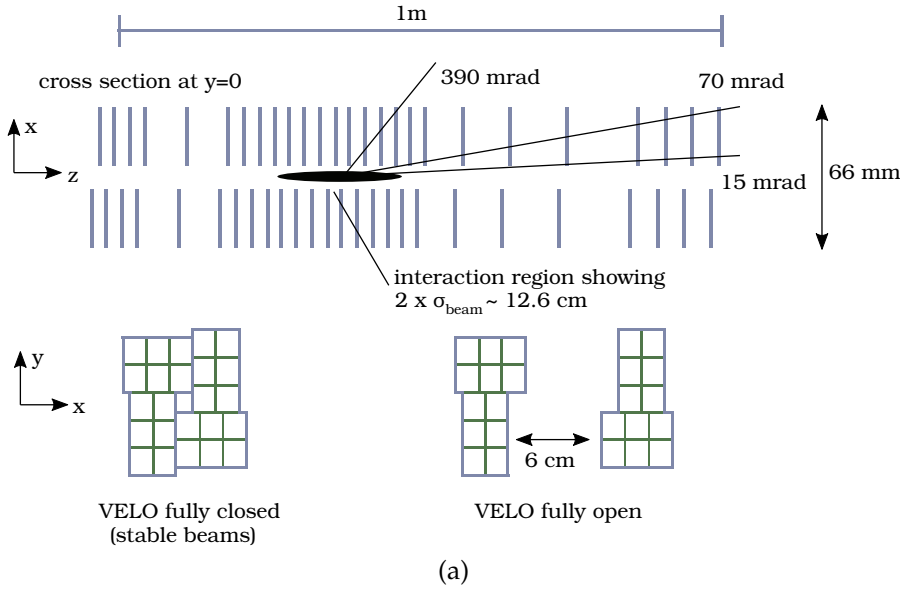 1m
cross section at y=0
390 mrad
70 mrad
x
z
15 mrad
66 mm
interaction region showing
2 x σbeam ~ 12.6 cm
y
x
6 cm
VELO fully closed
(stable beams)
VELO fully open
(a)